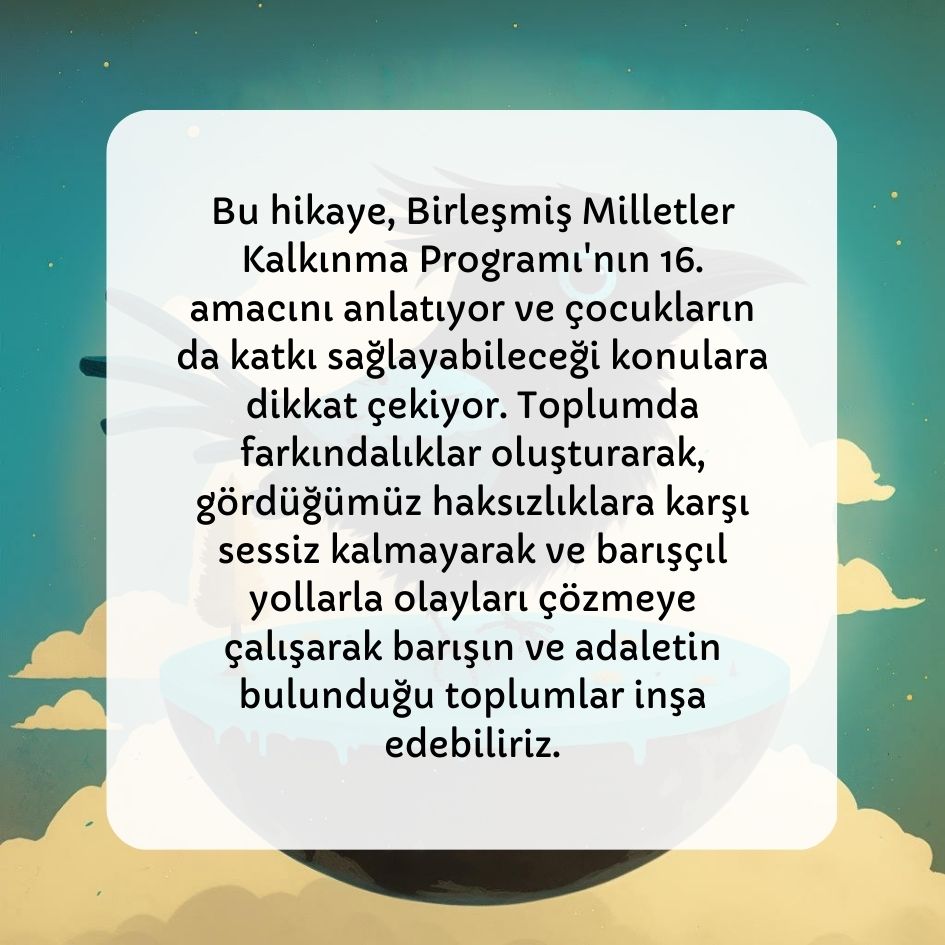 Bu hikaye, Birleşmiş Milletler
Kalkınma Programı'nın 16.
amacını anlatıyor ve çocukların
da katkı sağlayabileceği konulara
dikkat çekiyor. Toplumda
farkındalıklar oluşturarak,
gördüğümüz haksızlıklara karşı
sessiz kalmayarak ve barışçıl
yollarla olayları çözmeye
çalışarak barışın ve adaletin
bulunduğu toplumlar inşa
edebiliriz.